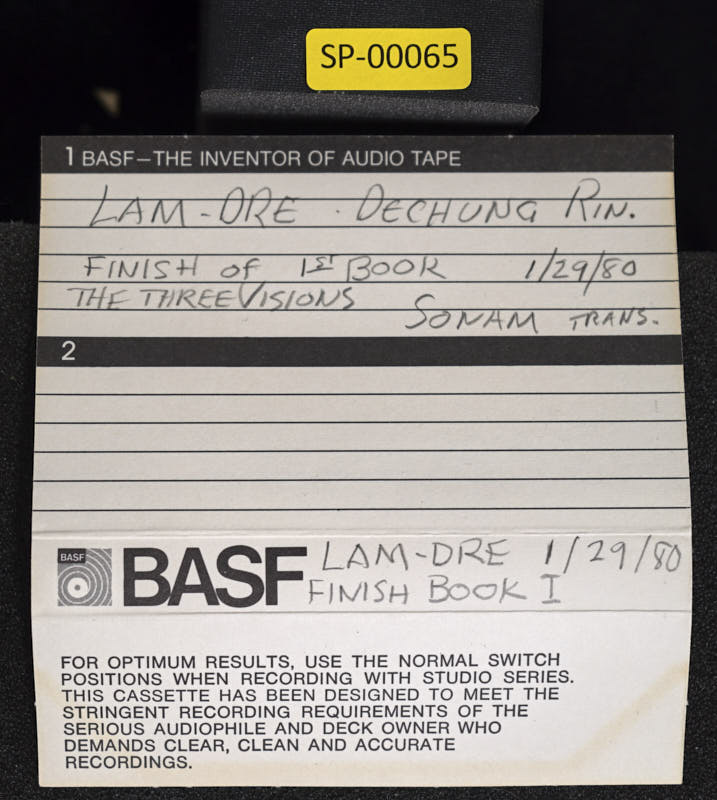 SP-00065
1 BASF—THE INVENTOR OF AUDIO TAPE
LAM-DRE . DECHUNG RIN.
FINISH of 1ST BOOK 1/29/80
THE THREE VISIONS
SONAM TRANS.
2
BASF
BASF
LAM-DRE 1/29/80
FINISH BOOK I
FOR OPTIMUM RESULTS, USE THE NORMAL SWITCH
POSITIONS WHEN RECORDING WITH STUDIO SERIES.
THIS CASSETTE HAS BEEN DESIGNED TO MEET THE
STRINGENT RECORDING REQUIREMENTS OF THE
SERIOUS AUDIOPHILE AND DECK OWNER WHO
DEMANDS CLEAR, CLEAN AND ACCURATE
RECORDINGS.